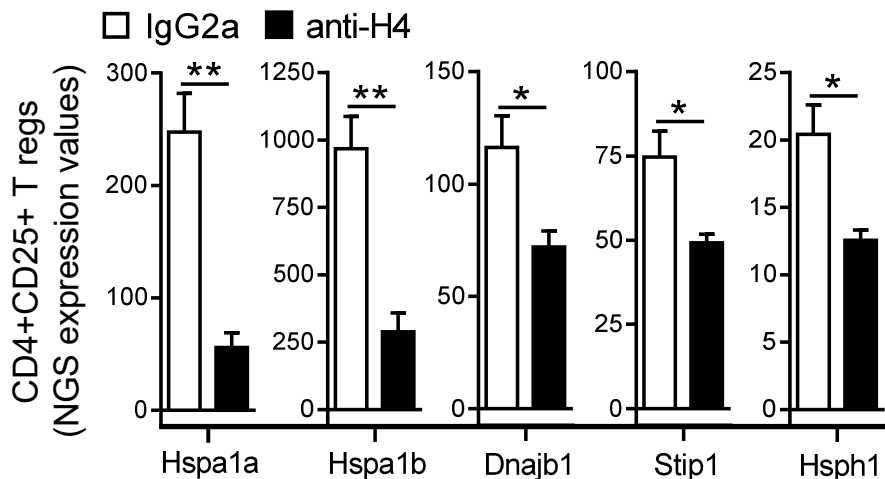 IgG2a anti-H4
CD4+CD25+ T regs
(NGS expression values)
** ** * * *
300 1250 150 100 25
1000 20
200 100 75
750 15
50
500 10
100 50
250 25 5
0 0 0 0 0
Hspa1a Hspa1b Dnajb1 Stip1 Hsph1